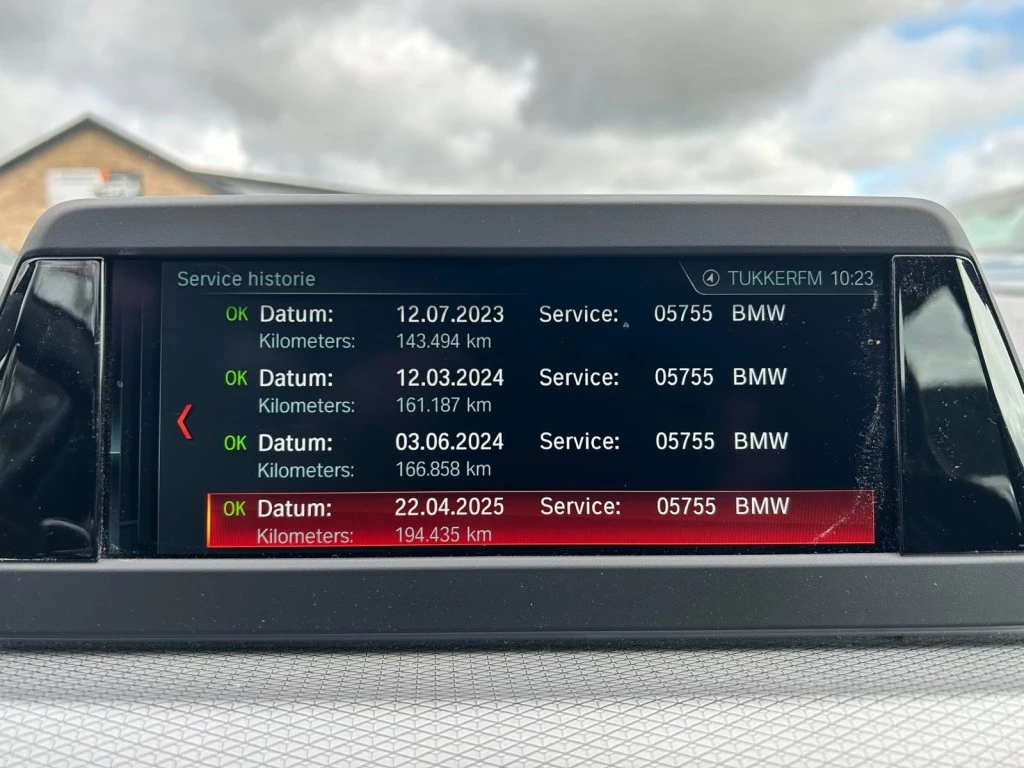 Service historie TUKKERFM 10:23
OK Datum: 12.07.2023 Service: 05755 BMW
Kilometers: 143.494 km
OK Datum: 12.03.2024 Service: 05755 BMW
Kilometers: 161.187 km
OK Datum: 03.06.2024 Service: 05755 BMW
Kilometers: 166.858 km
OK Datum: 22.04.2025 Service: 05755 BMW
Kilometers: 194.435 km